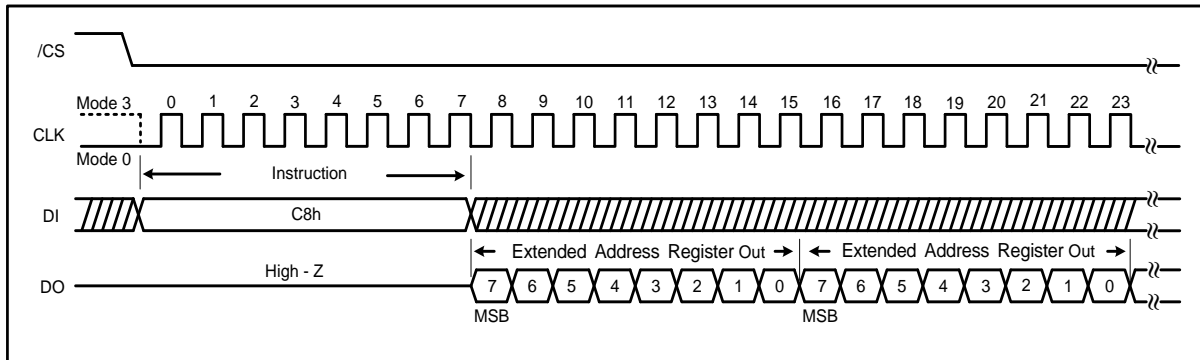 /CS
Mode 3 0 1 2 3 4 5 6 7 8 9 10 11 12 13 14 15 16 17 18 19 20 21 22 23
CLK
Mode 0
Instruction
DI C8h
Extended Address Register Out Extended Address Register Out
High - Z
DO 7 6 5 4 3 2 1 0 7 6 5 4 3 2 1 0
MSB MSB